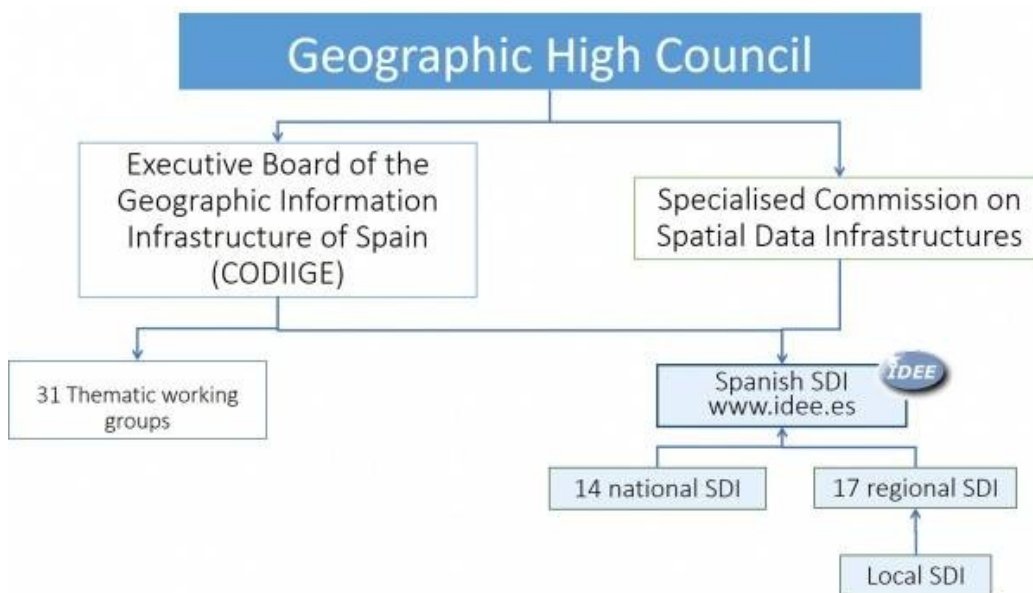 Geographic High Council
Executive Board of the
Geographic Information
Infrastructure of Spain
(CODIIGE)
Specialised Commission on
Spatial Data Infrastructures
31 Thematic working
groups
Spanish SDI
www.idee.es
IDEE
14 national SDI
17 regional SDI
Local SDI